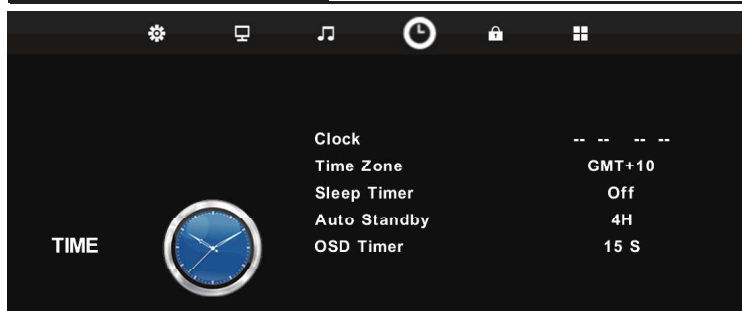 Clock -- -- -- --
Time Zone GMT+10
Sleep Timer Off
Auto Standby 4H
TIME
OSD Timer 15 S